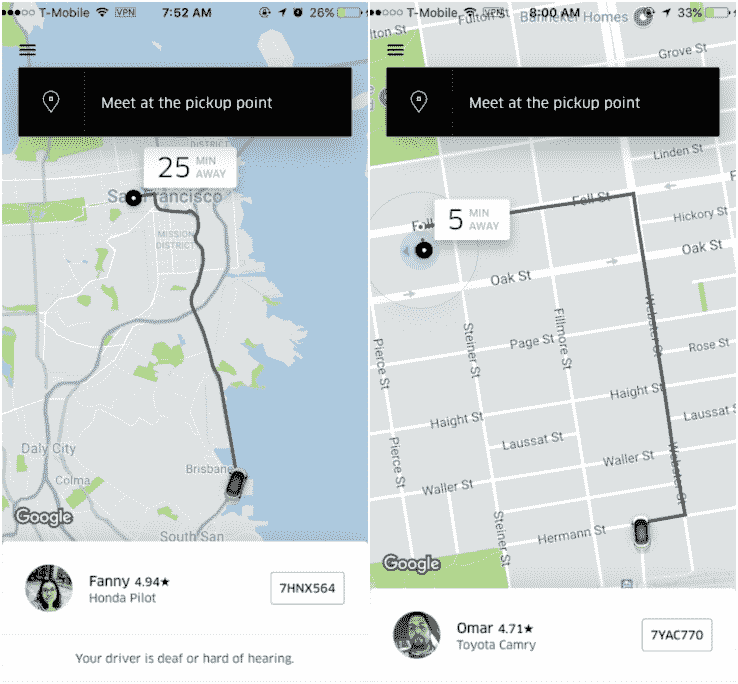 T-Mobile VPN 7:52 AM 26%
Meet at the pickup point
DISTRICT
25 MIN AWAY
San Francisco
MISSION
DISTRICT
Daly City
Colma
Brisbane
Google
South San
Fanny 4.94★
Honda Pilot
7HNX564
Your driver is deaf or hard of hearing.
T-Mobile VPN 8:00 AM 33%
Fulton St
Banneker Homes
Grove St
Meet at the pickup point
Linden St
5 MIN AWAY
Fell St
Fell St
Hickory St
Oak St
Oak St
Page St
Fillmore St
Steiner St
Pierce St
Webster St
Rose St
Haight St
Haight St
Laussat St
Laussat St
Waller St
Waller St
Pierce St
Webster St
Steiner St
Hermann St
Google
Omar 4.71★
Toyota Camry
7YAC770